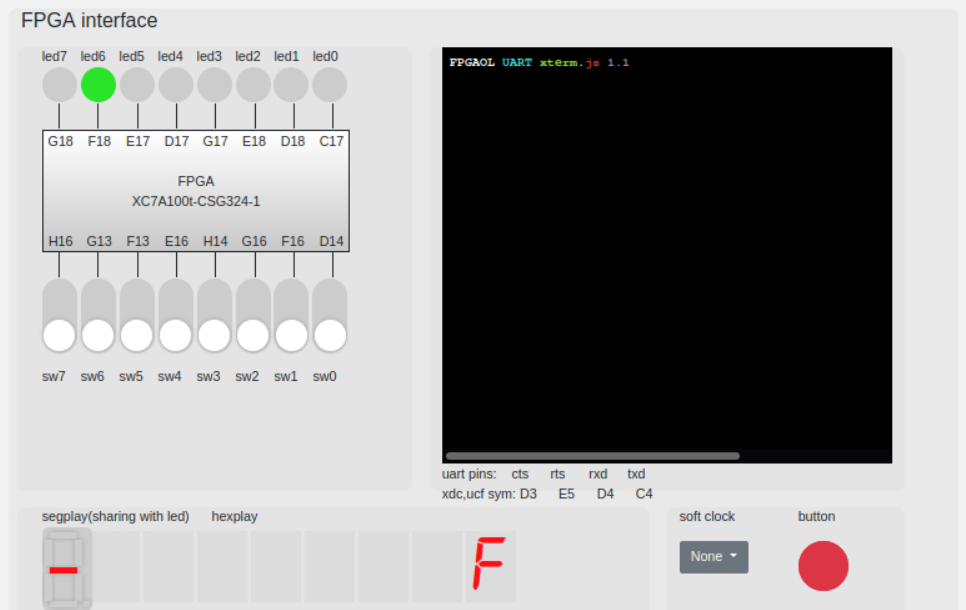 FPGA interface
led7 led6 led5 led4 led3 led2 led1 led0
G18 F18 E17 D17 G17 E18 D18 C17
FPGA
XC7A100t-CSG324-1
H16 G13 F13 E16 H14 G16 F16 D14
sw7 sw6 sw5 sw4 sw3 sw2 sw1 sw0
FPGAOL UART xterm.js 1.1
uart pins: cts rts rxd txd
xdc,ucf sym: D3 E5 D4 C4
segplay(sharing with led) hexplay
F
soft clock button
None